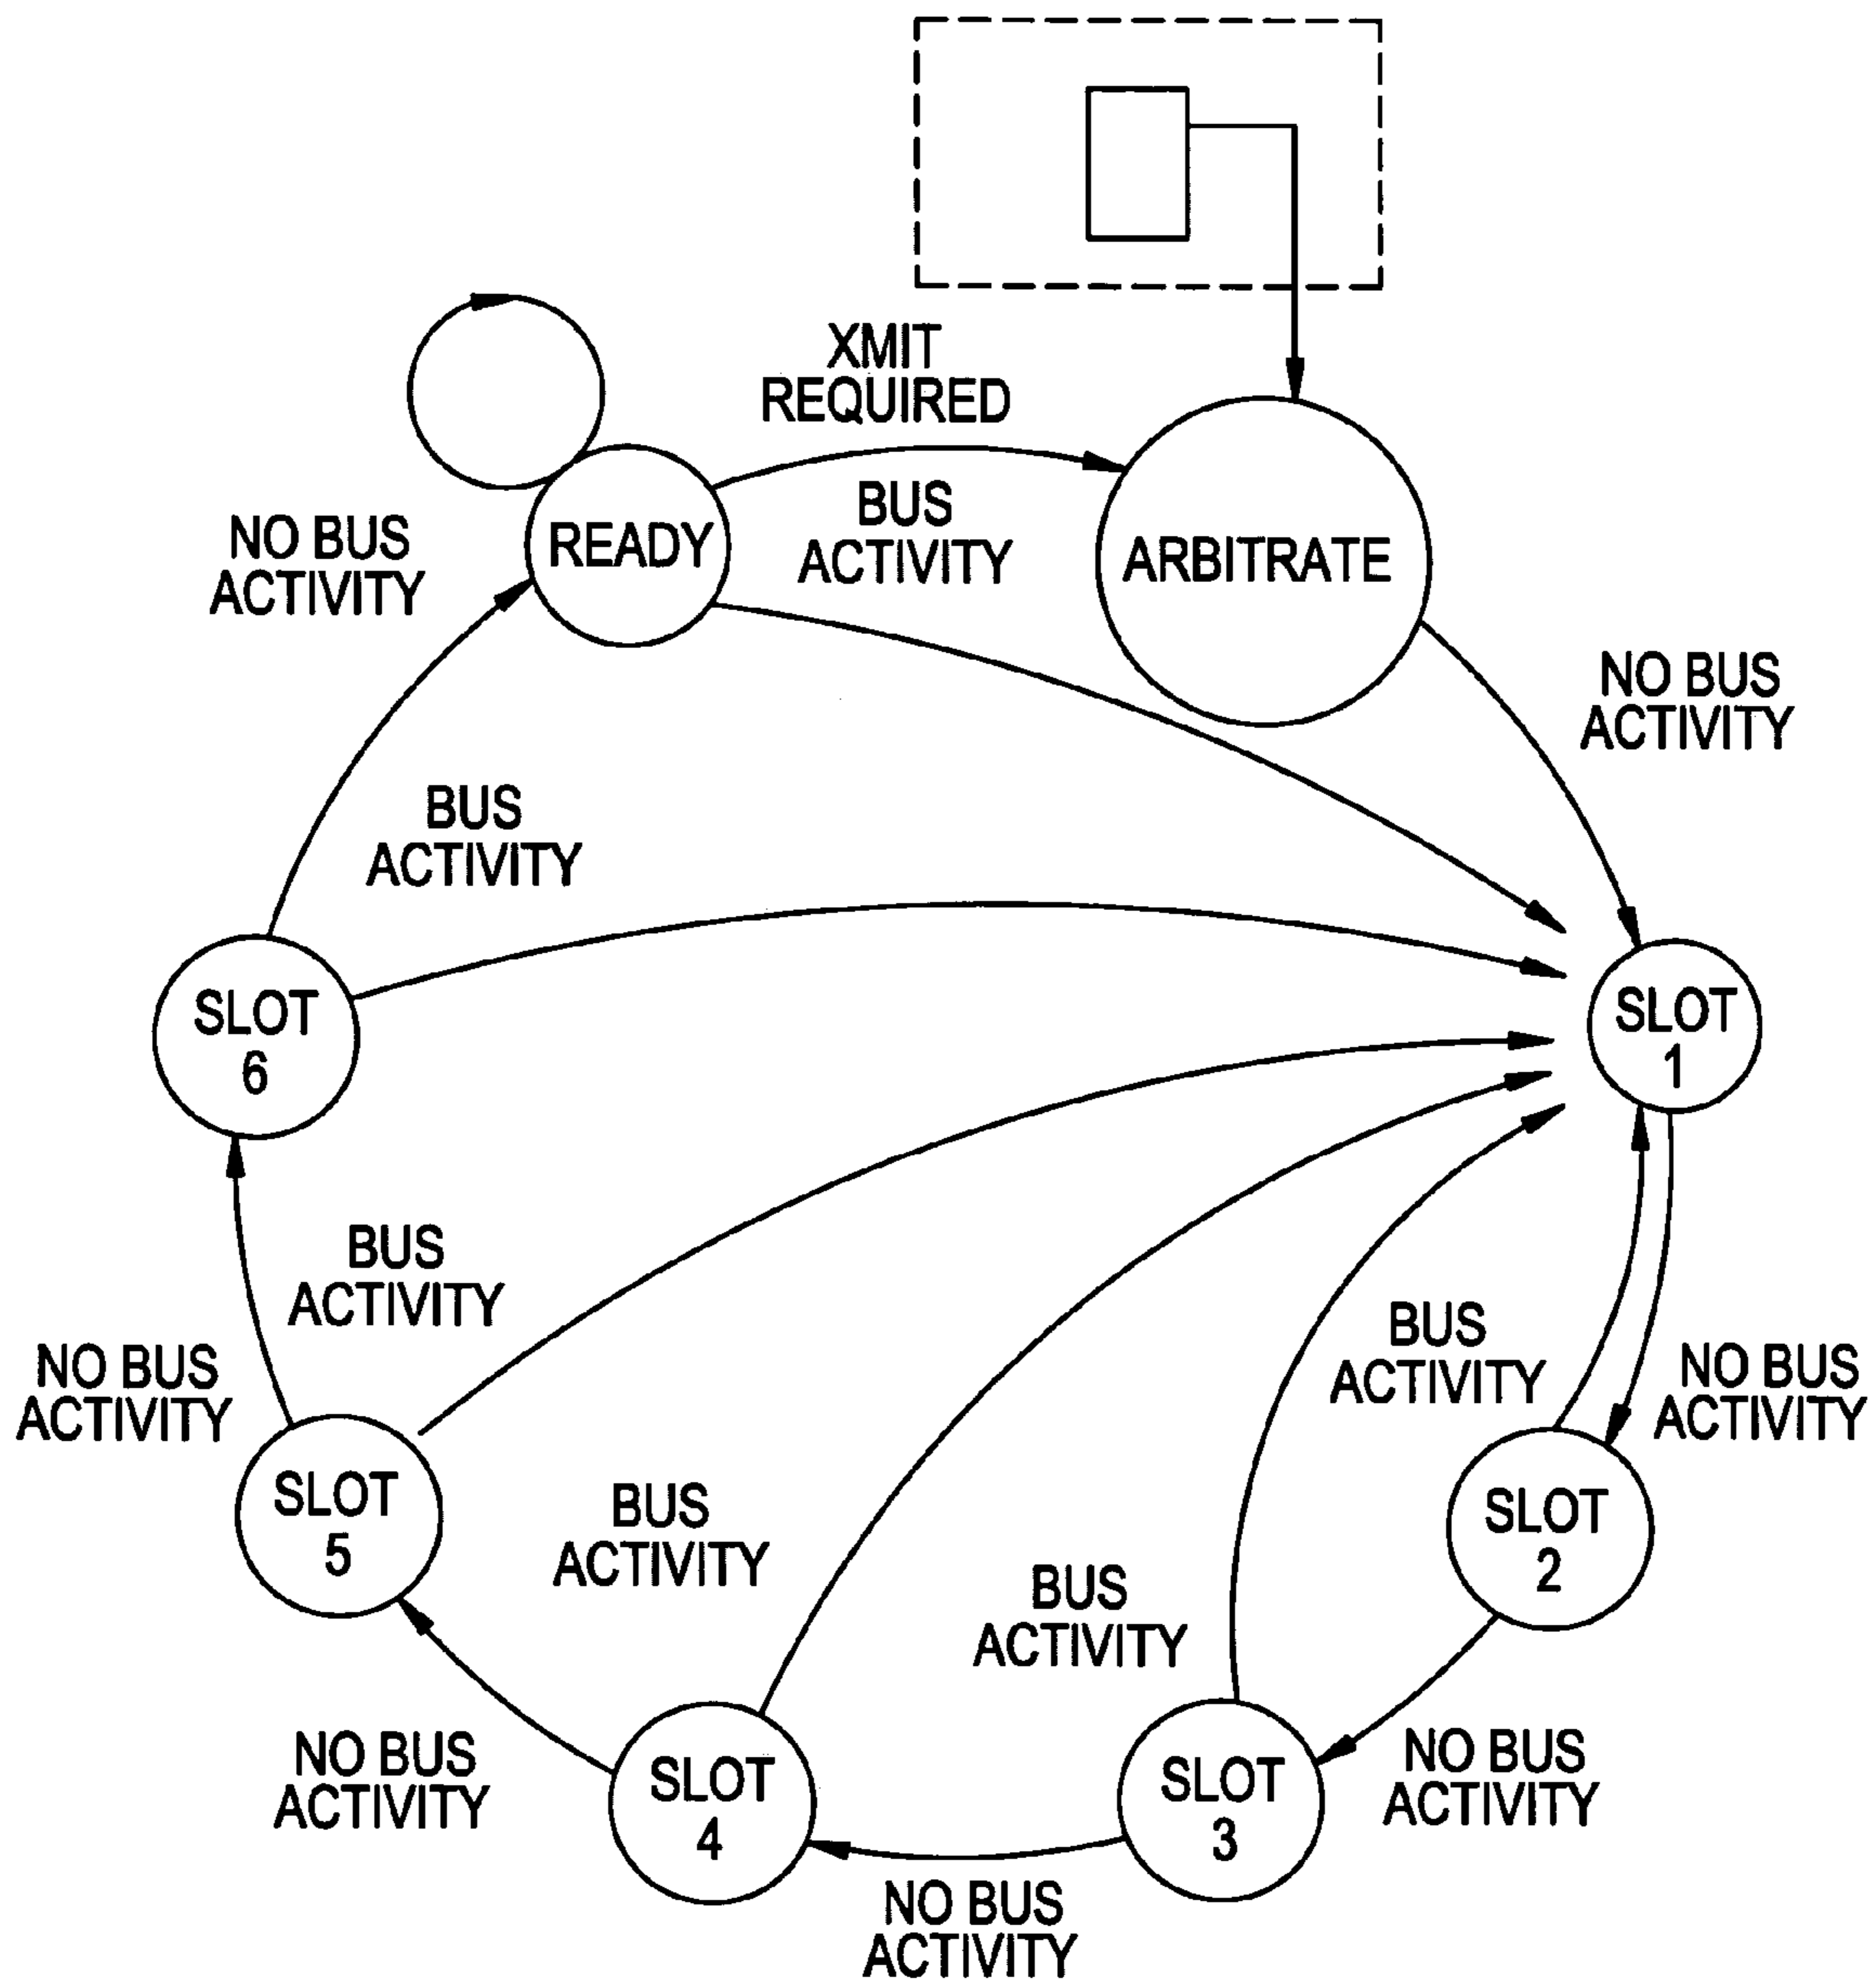 XMIT
REQUIRED
BUS
ACTIVITY
NO BUS
ACTIVITY
READY
ARBITRATE
NO BUS
ACTIVITY
BUS
ACTIVITY
SLOT
6
SLOT
1
BUS
ACTIVITY
BUS
ACTIVITY
NO BUS
ACTIVITY
NO BUS
ACTIVITY
SLOT
5
BUS
ACTIVITY
SLOT
2
BUS
ACTIVITY
NO BUS
ACTIVITY
SLOT
4
SLOT
3
NO BUS
ACTIVITY
NO BUS
ACTIVITY